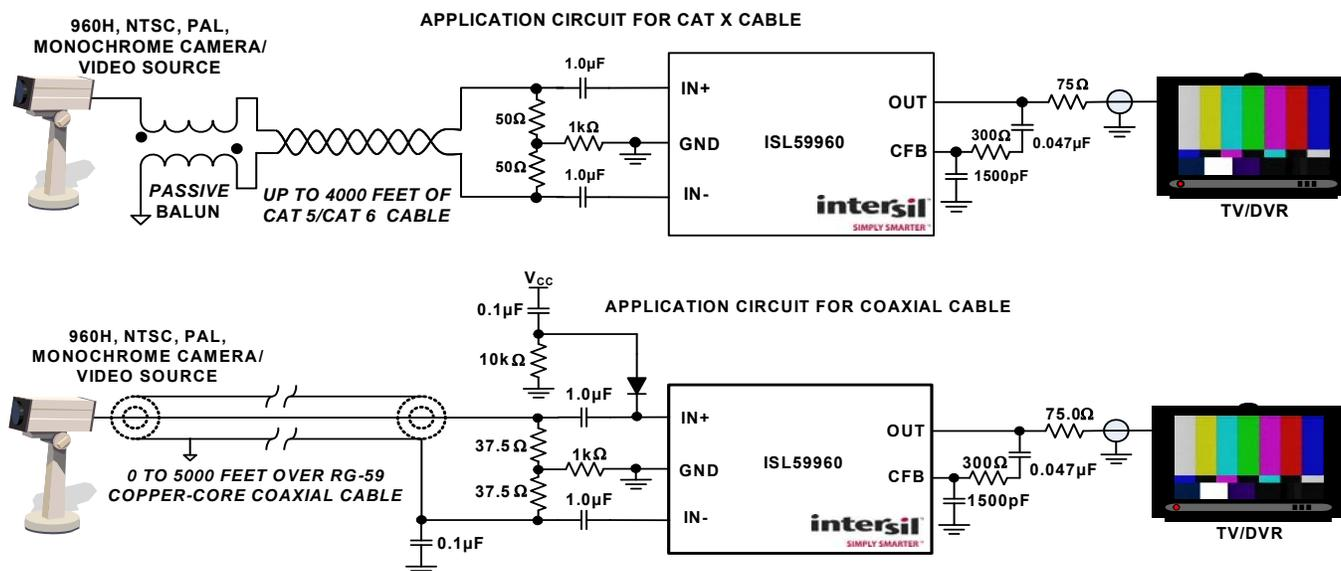 APPLICATION CIRCUIT FOR CAT X CABLE
960H, NTSC, PAL,
MONOCHROME CAMERA/
VIDEO SOURCE
PASSIVE
BALUN
UP TO 4000 FEET OF
CAT 5/CAT 6 CABLE
1.0µF
50Ω
1kΩ
50Ω
1.0µF
IN+
GND
IN-
ISL59960
OUT
CFB
intersil
SIMPLY SMARTER™
75Ω
300Ω
0.047µF
1500pF
TV/DVR
APPLICATION CIRCUIT FOR COAXIAL CABLE
960H, NTSC, PAL,
MONOCHROME CAMERA/
VIDEO SOURCE
0 TO 5000 FEET OVER RG-59
COPPER-CORE COAXIAL CABLE
VCC
0.1µF
10kΩ
1.0µF
37.5Ω
1kΩ
37.5Ω
1.0µF
0.1µF
IN+
GND
IN-
ISL59960
OUT
CFB
intersil
SIMPLY SMARTER™
75.0Ω
300Ω
0.047µF
1500pF
TV/DVR